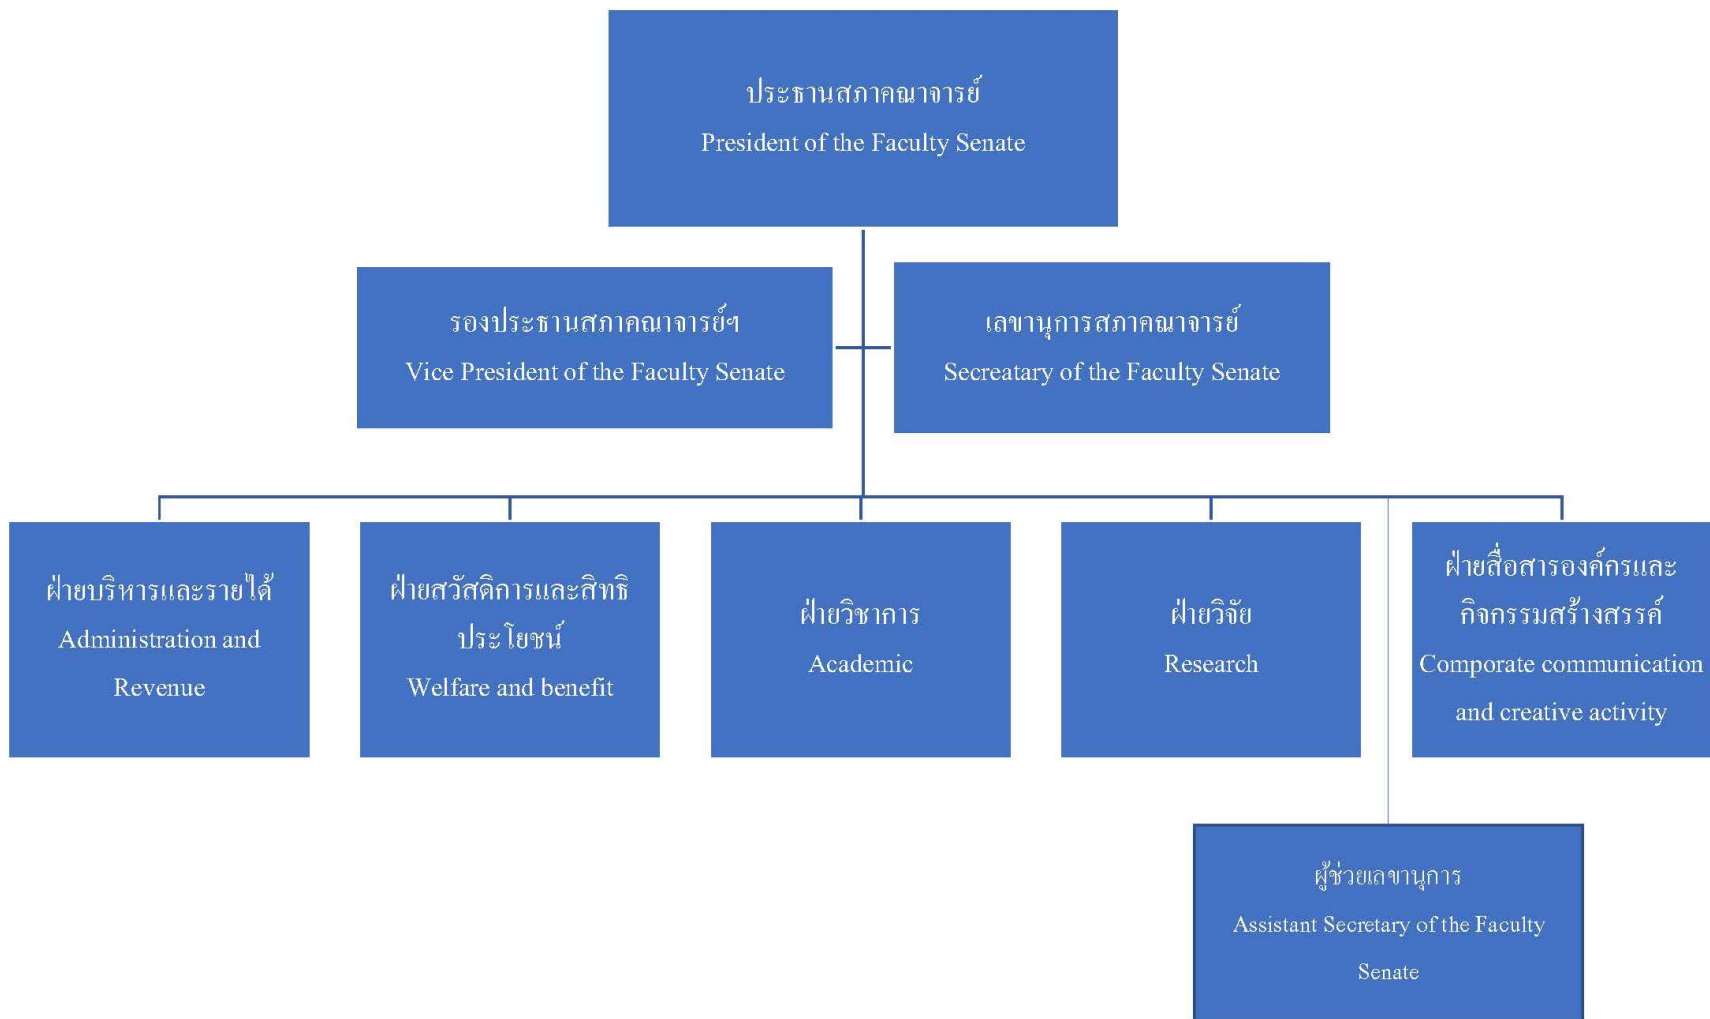 ประธานสภาคณาจารย์
President of the Faculty Senate
รองประธานสภาคณาจารย์ฯ
Vice President of the Faculty Senate
เลขานุการสภาคณาจารย์
Secreatary of the Faculty Senate
ฝ่ายบริหารและรายได้
Administration and
Revenue
ฝ่ายสวัสดิการและสิทธิ
ประโยชน์
Welfare and benefit
ฝ่ายวิชาการ
Academic
ฝ่ายวิจัย
Research
ฝ่ายสื่อสารองค์กรและ
กิจกรรมสร้างสรรค์
Comporate communication
and creative activity
ผู้ช่วยเลขานุการ
Assistant Secretary of the Faculty
Senate